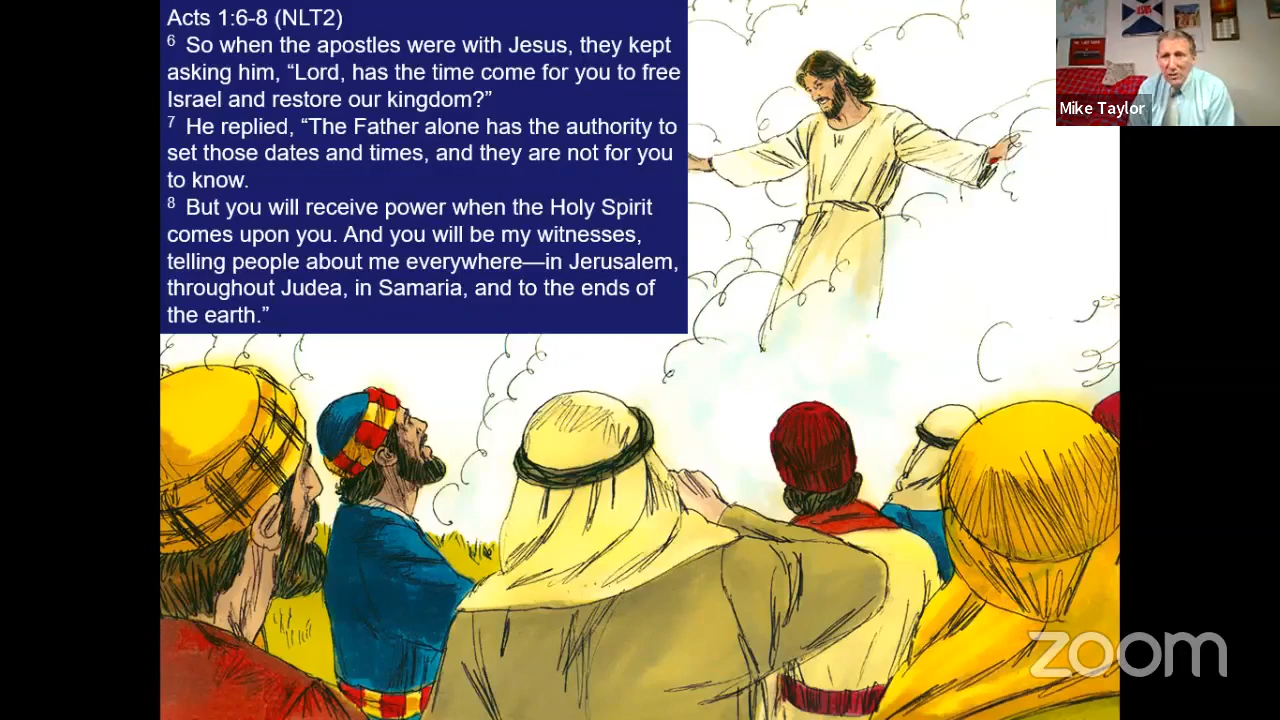 Acts 1:6-8 (NLT2)
6 So when the apostles were with Jesus, they kept
asking him, “Lord, has the time come for you to free
Israel and restore our kingdom?”
7 He replied, “The Father alone has the authority to
set those dates and times, and they are not for you
to know.
8 But you will receive power when the Holy Spirit
comes upon you. And you will be my witnesses,
telling people about me everywhere—in Jerusalem,
throughout Judea, in Samaria, and to the ends of
the earth.”
Mike Taylor
zoom